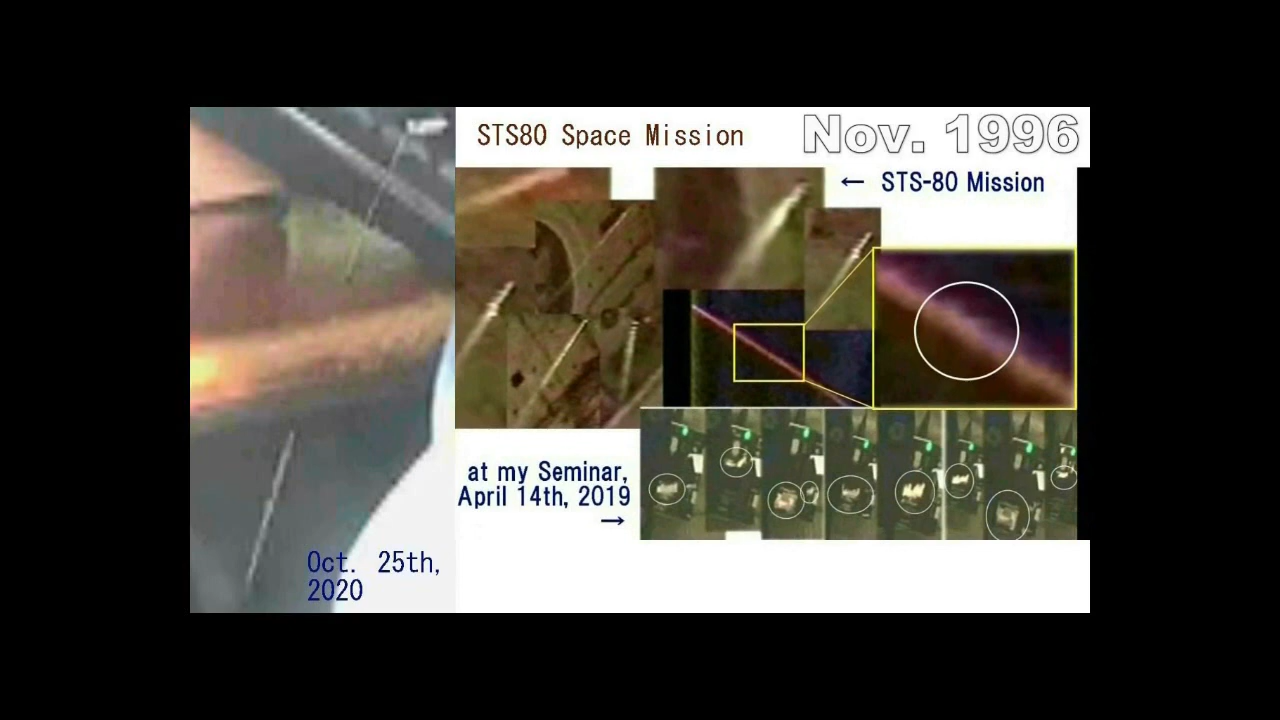 STS80 Space Mission
Nov. 1996
← STS-80 Mission
at my Seminar,
April 14th, 2019
→
Oct. 25th,
2020